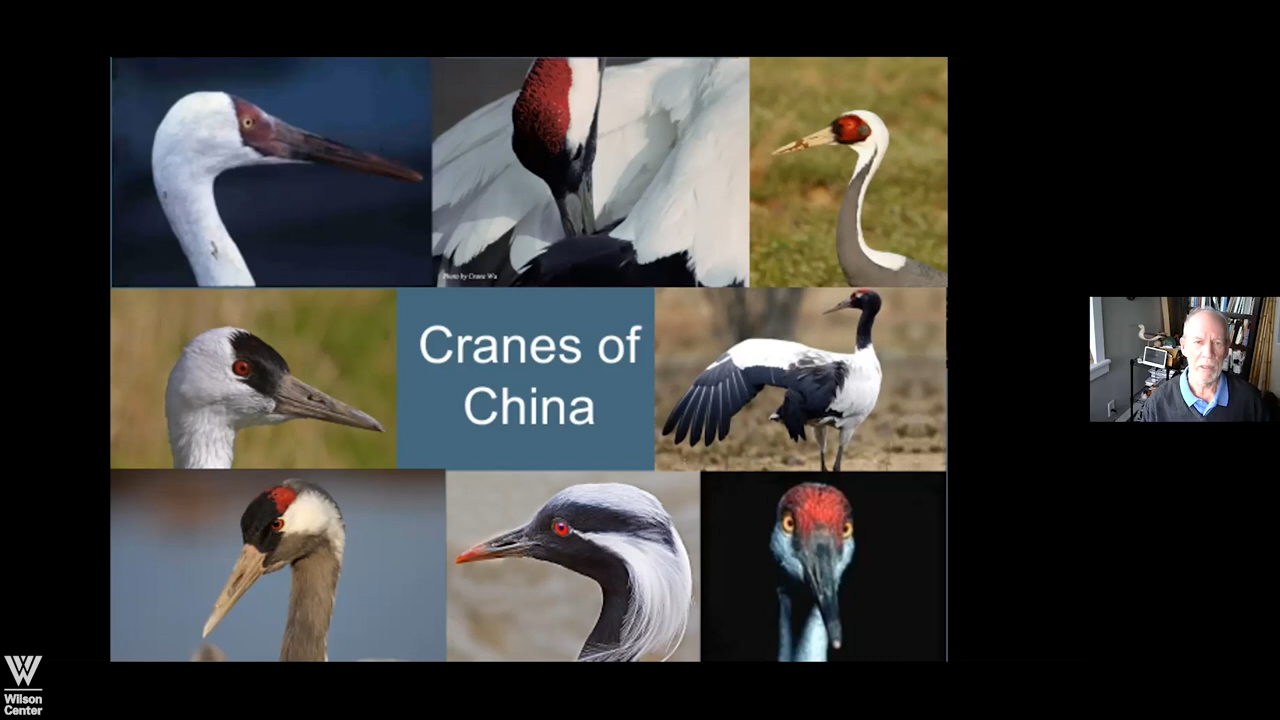 Photo by Crane Wu
Cranes of
China
W
Wilson
Center